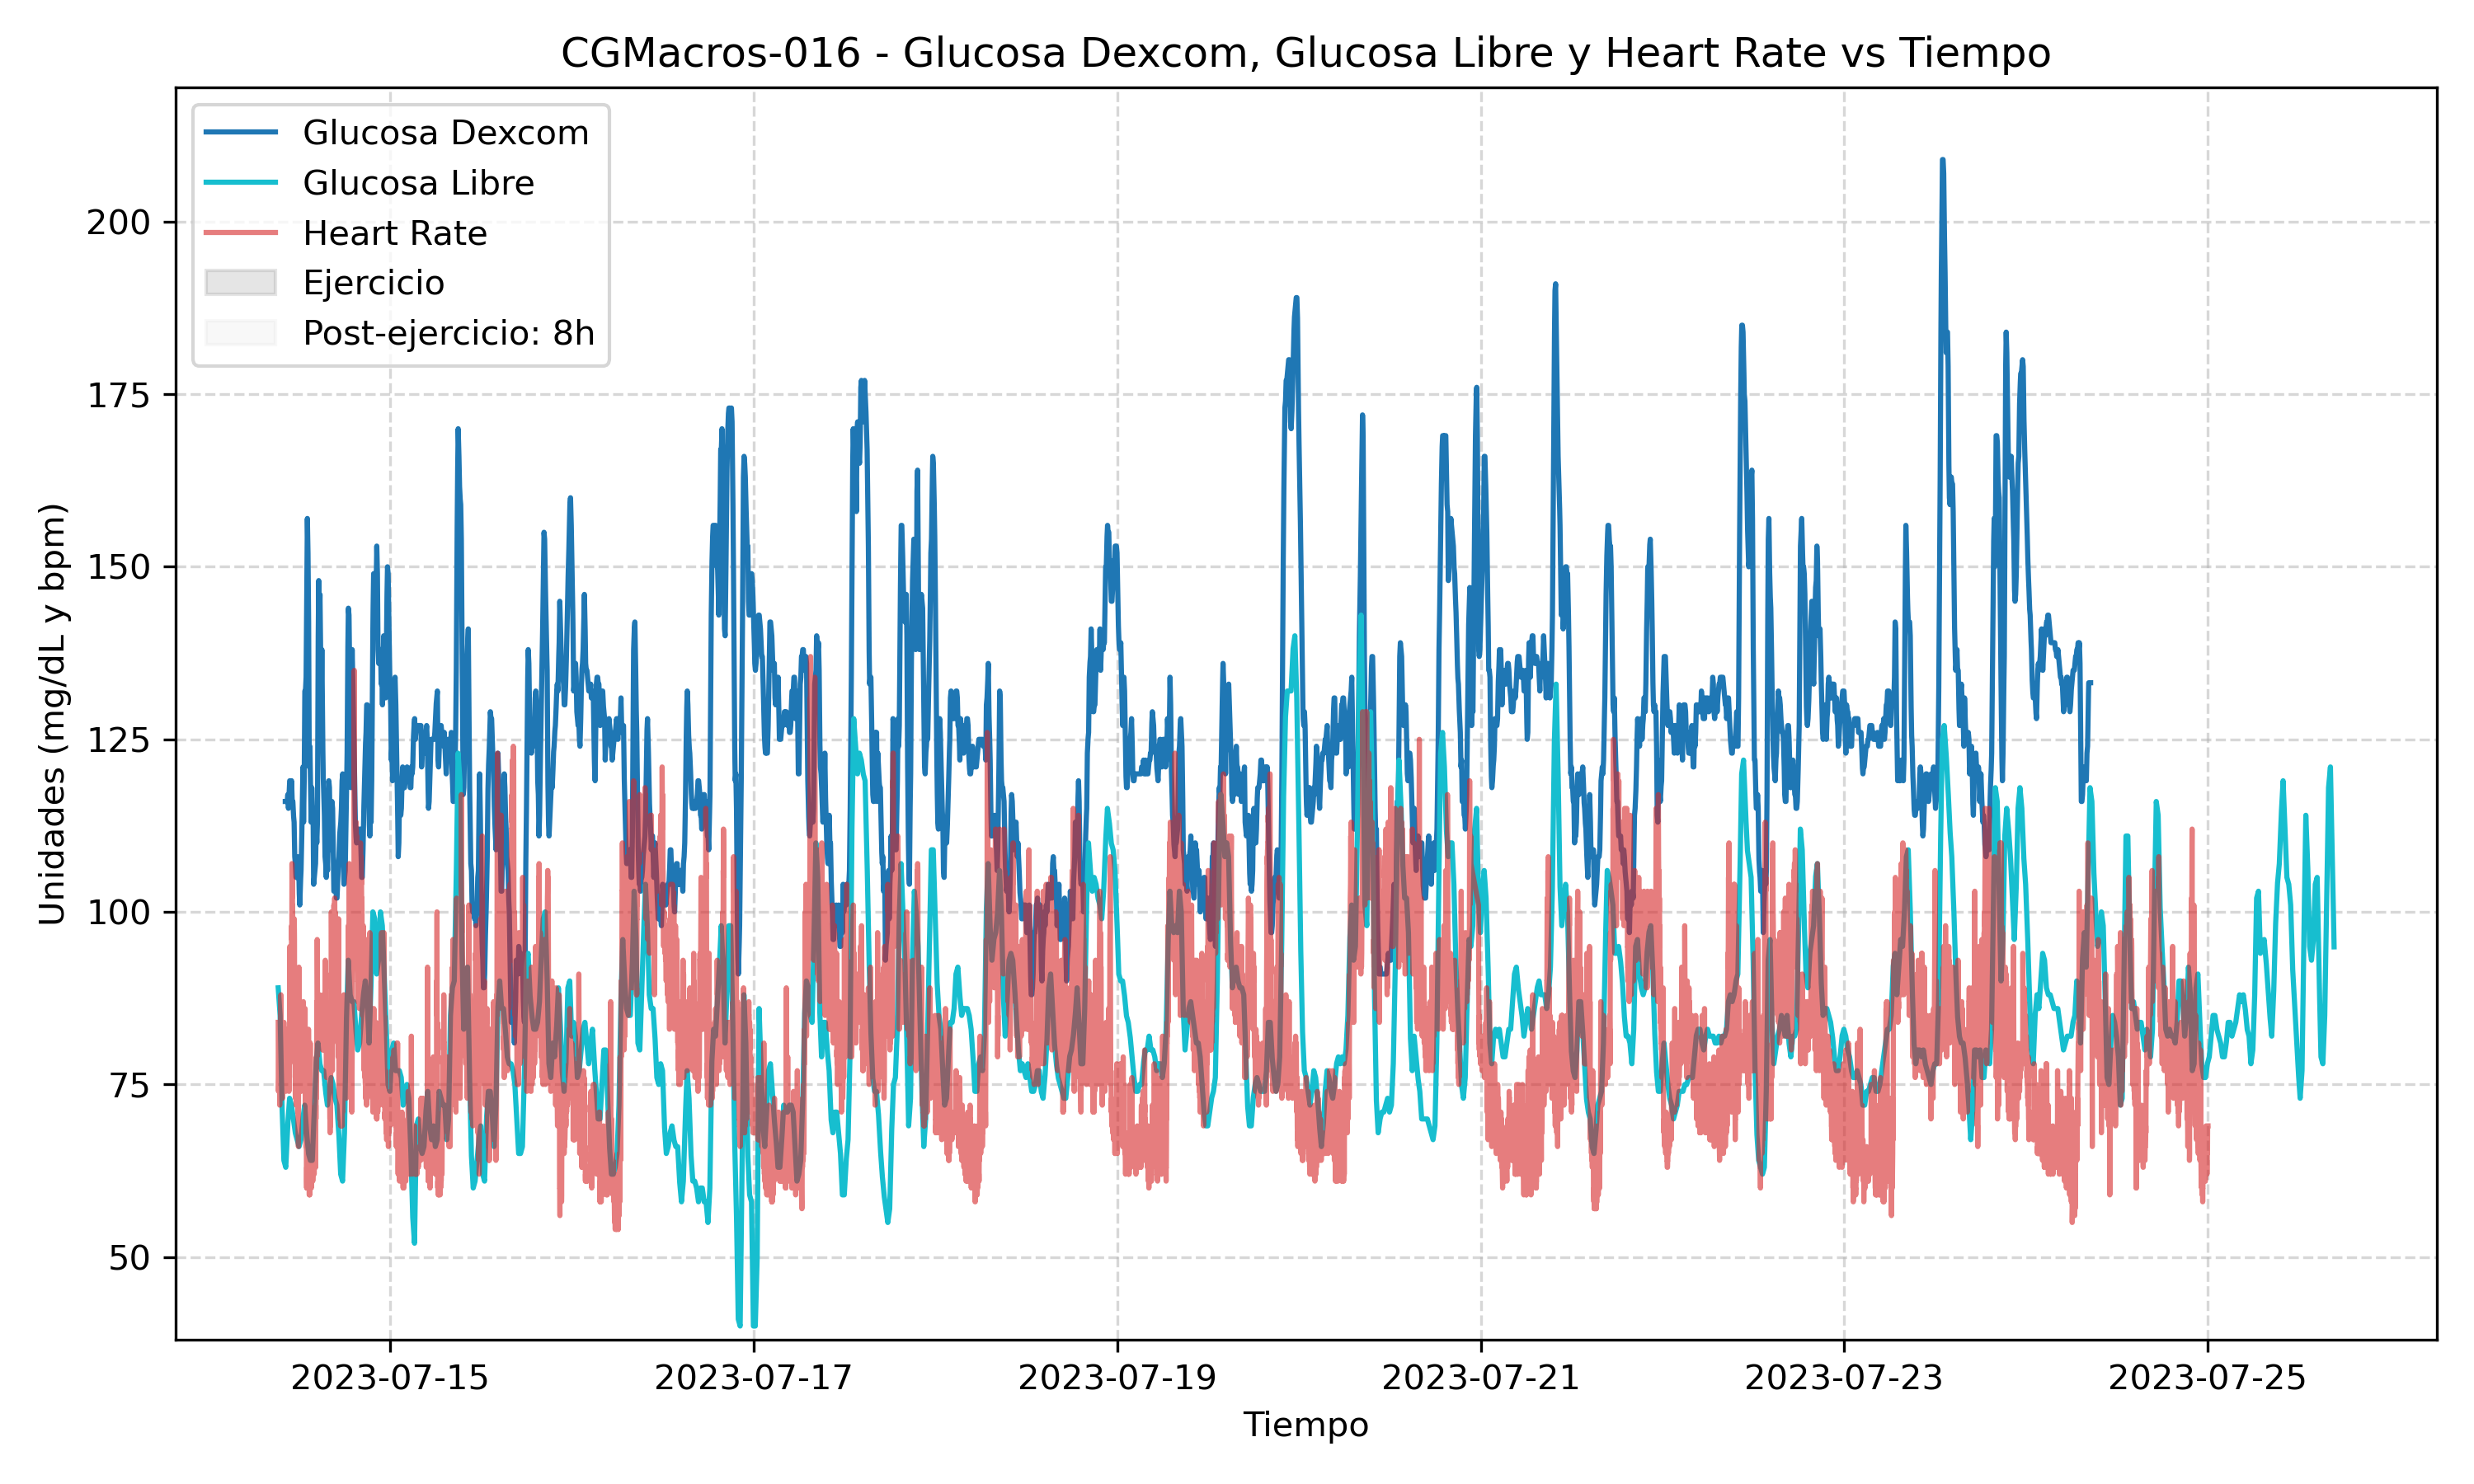 CGMacros-016 - Glucosa Dexcom, Glucosa Libre y Heart Rate vs Tiempo
Glucosa Dexcom
Glucosa Libre
Heart Rate
Ejercicio
Post-ejercicio: 8h
Unidades (mg/dL y bpm)
200
175
150
125
100
75
50
2023-07-15
2023-07-17
2023-07-19
2023-07-21
2023-07-23
2023-07-25
Tiempo